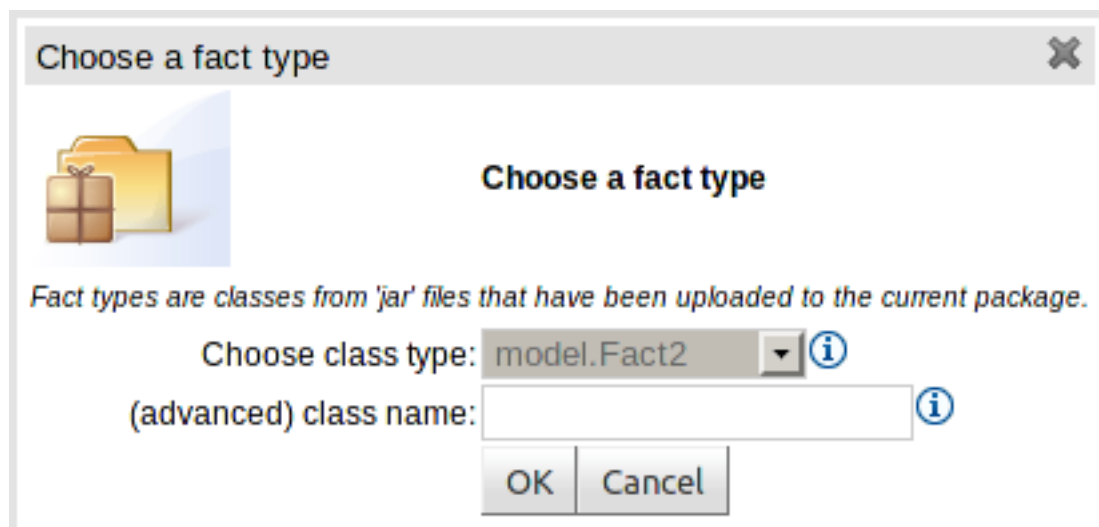 Choose a fact type
Choose a fact type
Fact types are classes from 'jar' files that have been uploaded to the current package.
Choose class type: model.Fact2
(advanced) class name:
OK Cancel